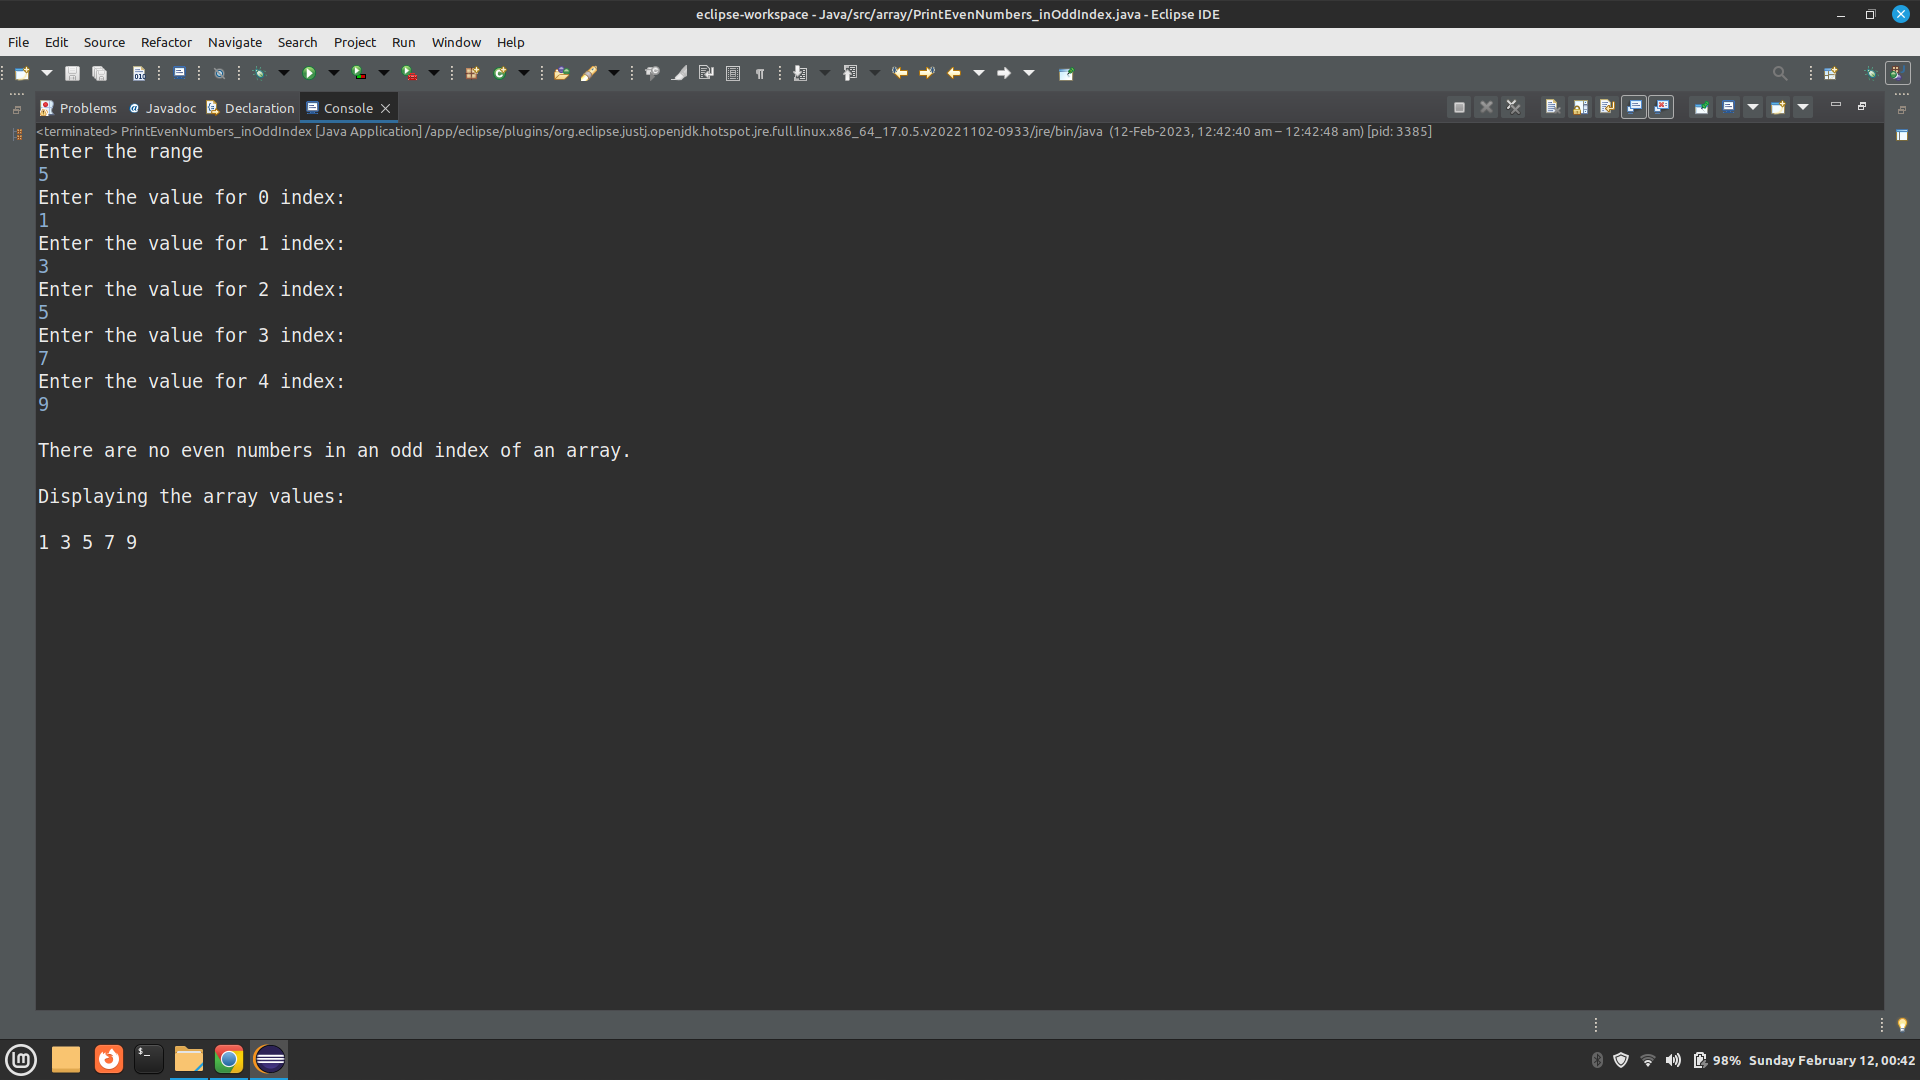 eclipse-workspace - Java/src/array/PrintEvenNumbers_inOddIndex.java - Eclipse IDE
File Edit Source Refactor Navigate Search Project Run Window Help
Problems Javadoc Declaration Console
<terminated> PrintEvenNumbers_inOddIndex [Java Application] /app/eclipse/plugins/org.eclipse.justj.openjdk.hotspot.jre.full.linux.x86_64_17.0.5.v20221102-0933/jre/bin/java (12-Feb-2023, 12:42:40 am – 12:42:48 am) [pid: 3385]
Enter the range
5
Enter the value for 0 index:
1
Enter the value for 1 index:
3
Enter the value for 2 index:
5
Enter the value for 3 index:
7
Enter the value for 4 index:
9
There are no even numbers in an odd index of an array.
Displaying the array values:
1 3 5 7 9
98% Sunday February 12, 00:42